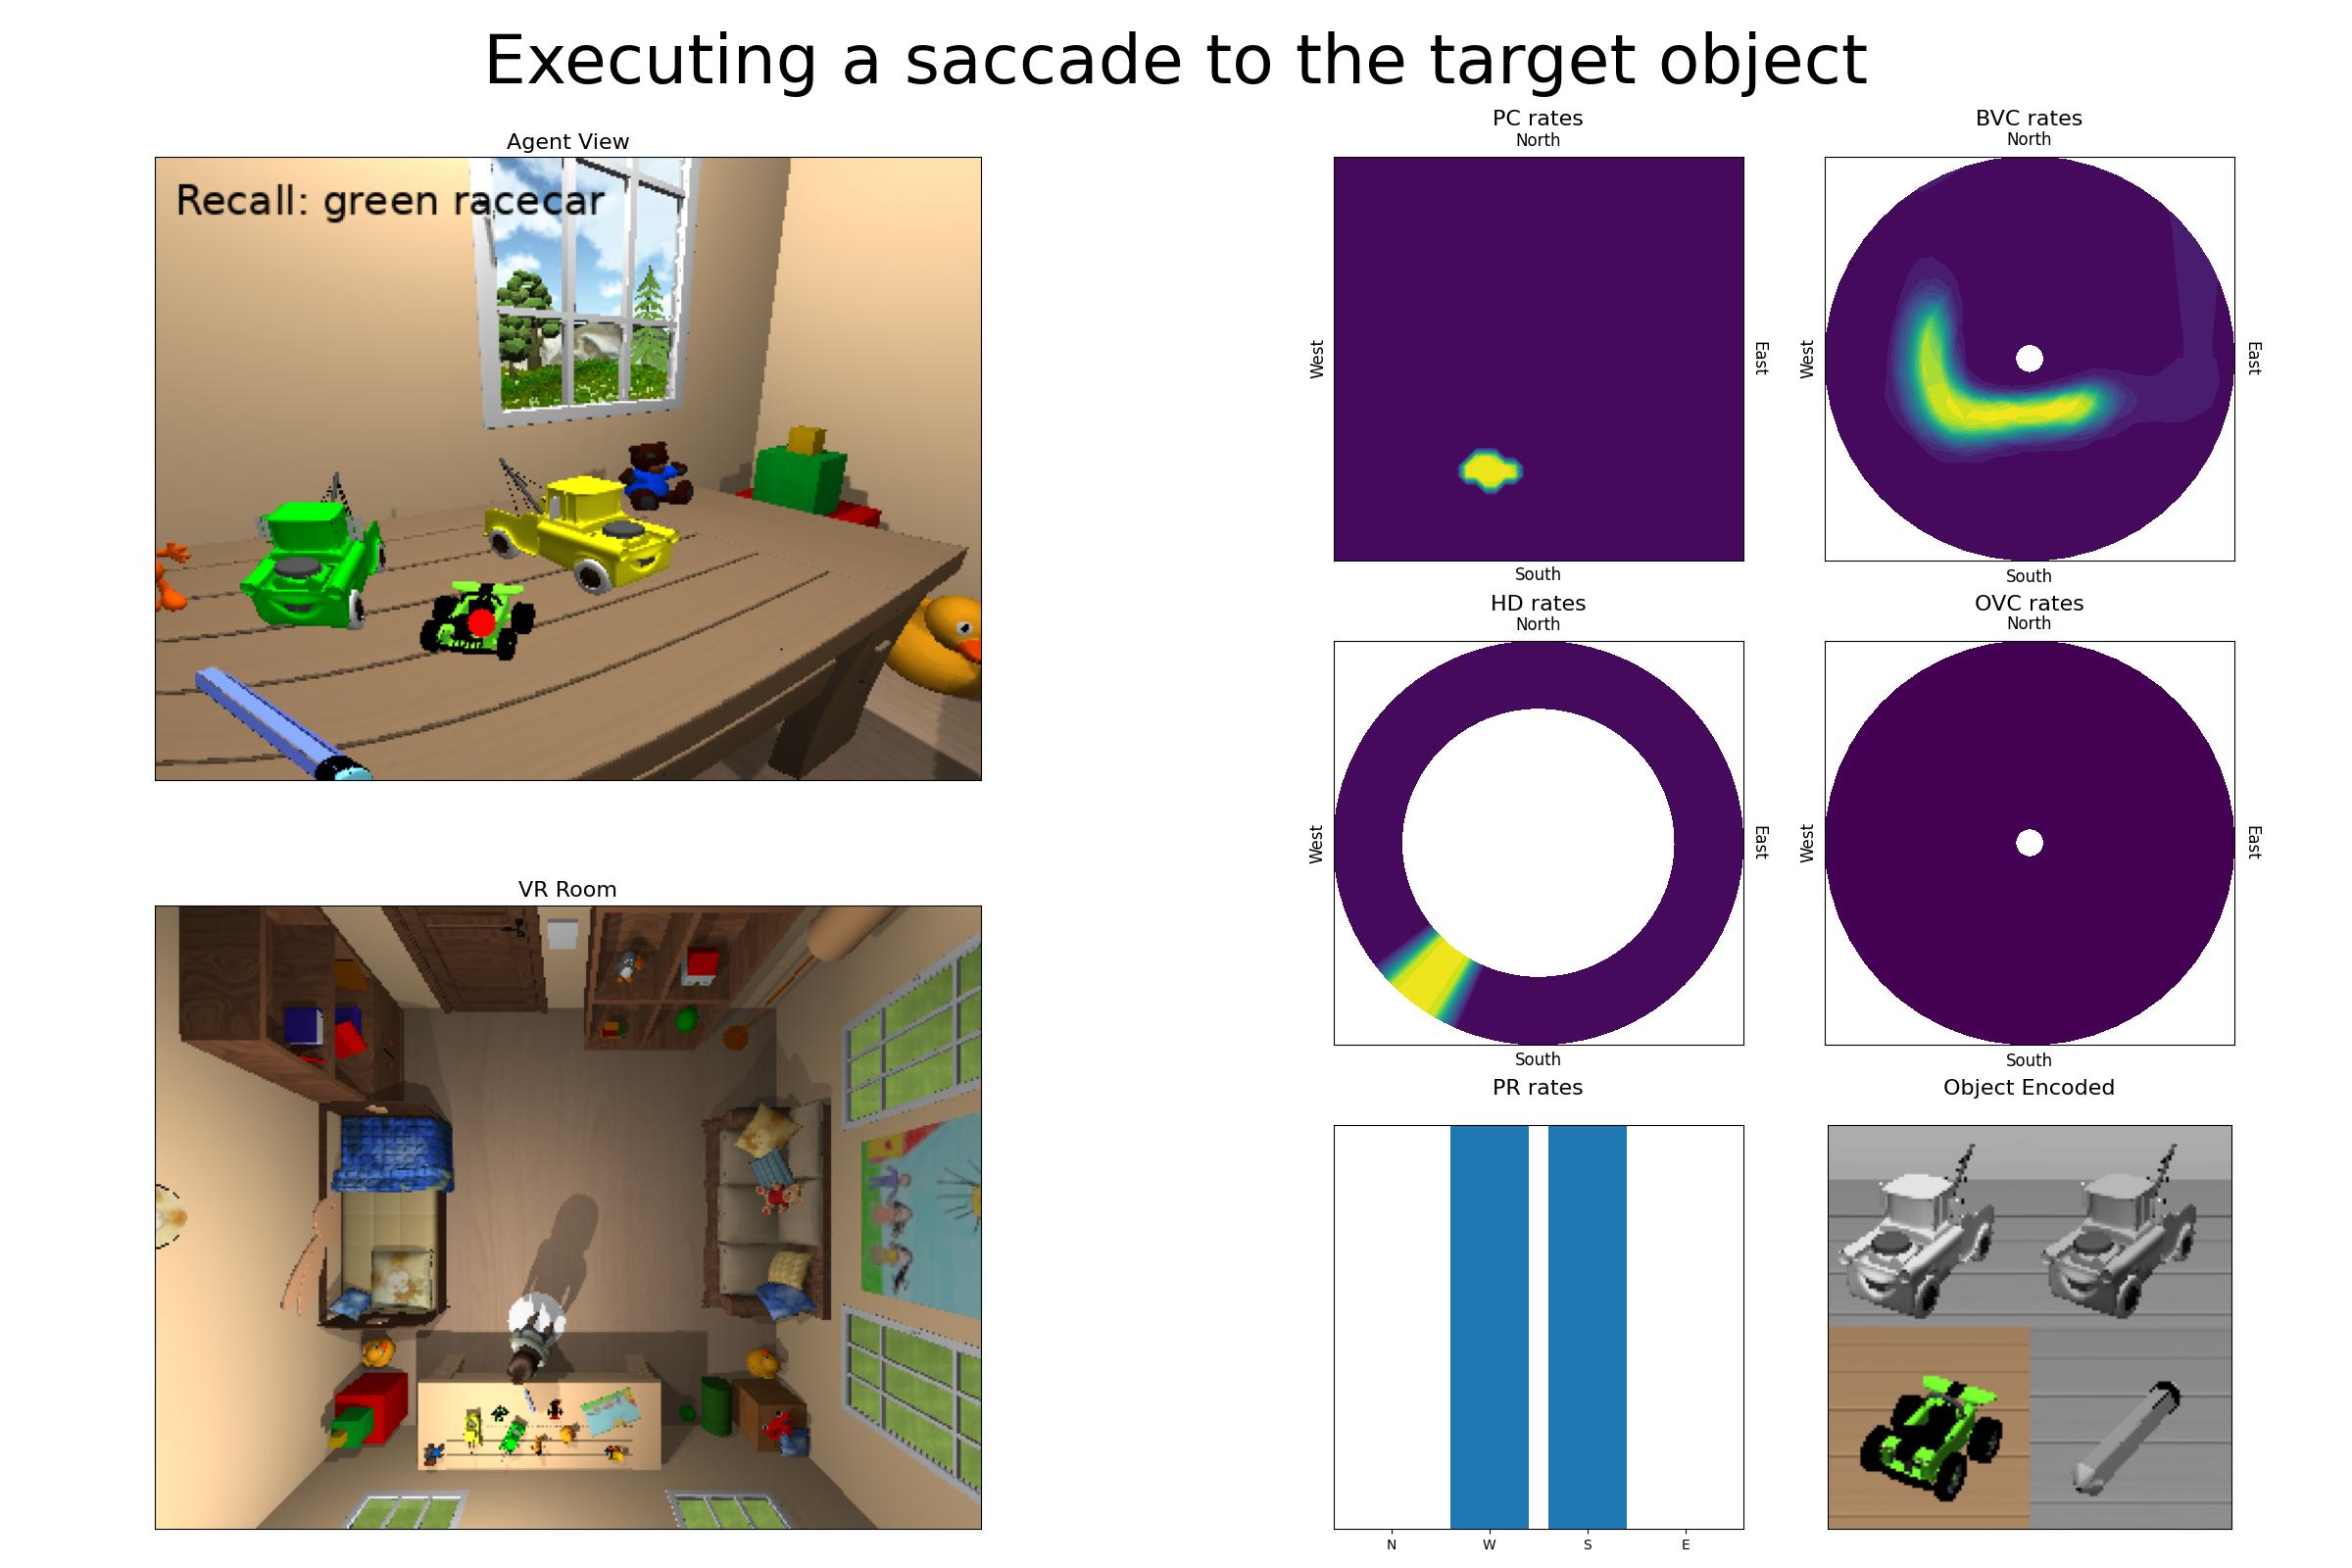 Executing a saccade to the target object
Agent View
Recall: green racecar
VR Room
PC rates
North
West
East
South
BVC rates
North
West
East
South
HD rates
North
West
East
South
OVC rates
North
West
East
South
PR rates
N W S E
Object Encoded